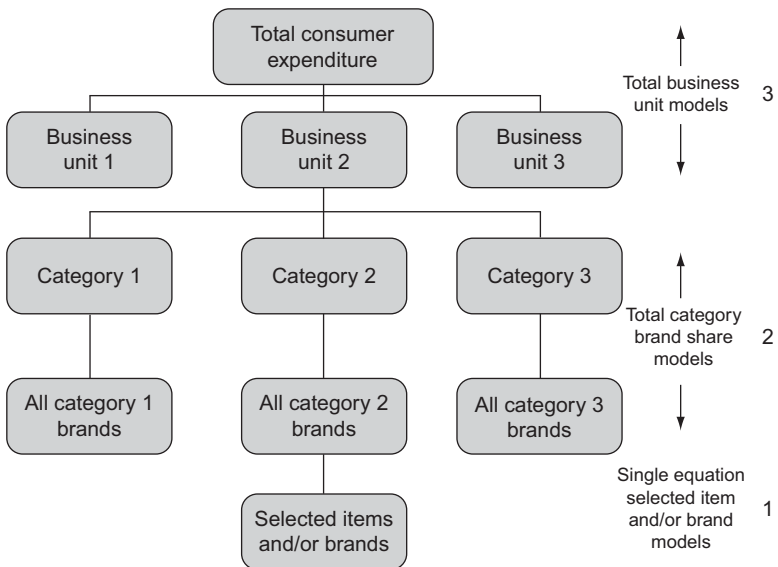 Total consumer
expenditure
Total business
unit models
3
Business
unit 1
Business
unit 2
Business
unit 3
Category 1
Category 2
Category 3
Total category
brand share
models
2
All category 1
brands
All category 2
brands
All category 3
brands
Single equation
selected item
and/or brand
models
1
Selected items
and/or brands